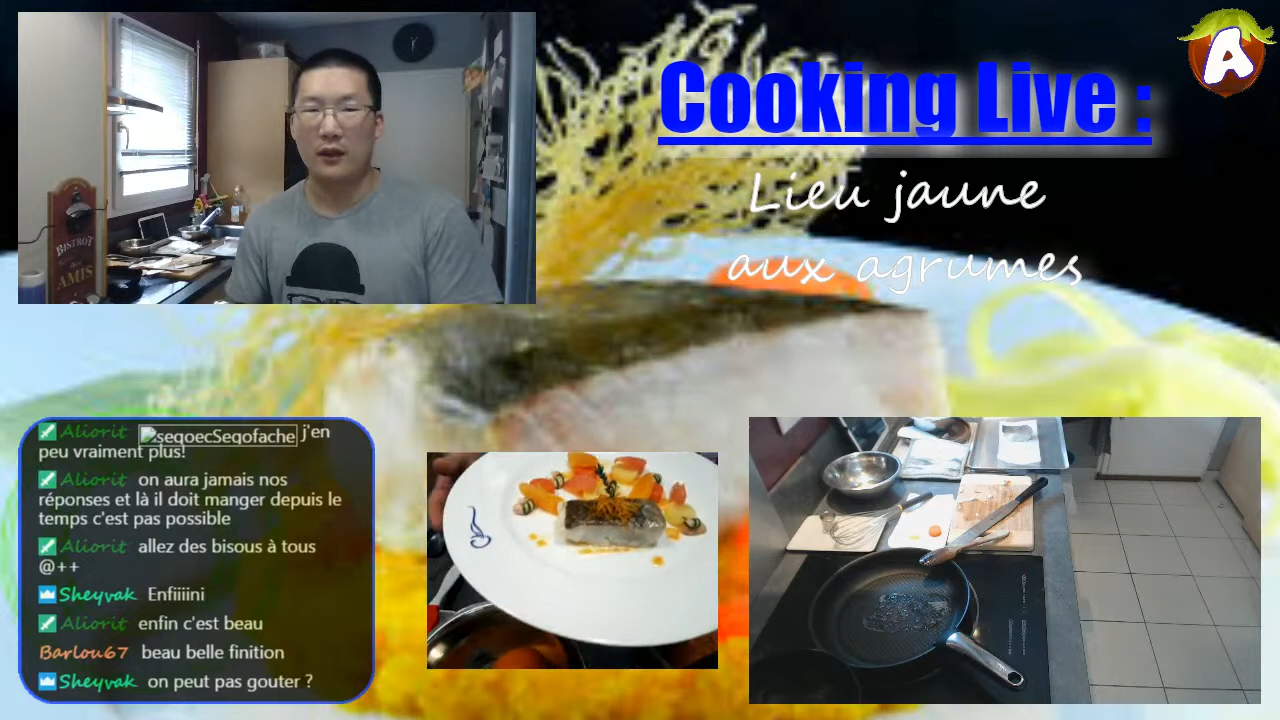 Cooking Live :
A
Lieu jaune
aux agrumes
BISTROT
AMIS
Aliorit seqoecSeqofache j'en
peu vraiment plus!
Aliorit on aura jamais nos
réponses et là il doit manger depuis le
temps c'est pas possible
Aliorit allez des bisous à tous
@++
Sheyvak Enfiiiini
Aliorit enfin c'est beau
Barlou67 beau belle finition
Sheyvak on peut pas gouter ?